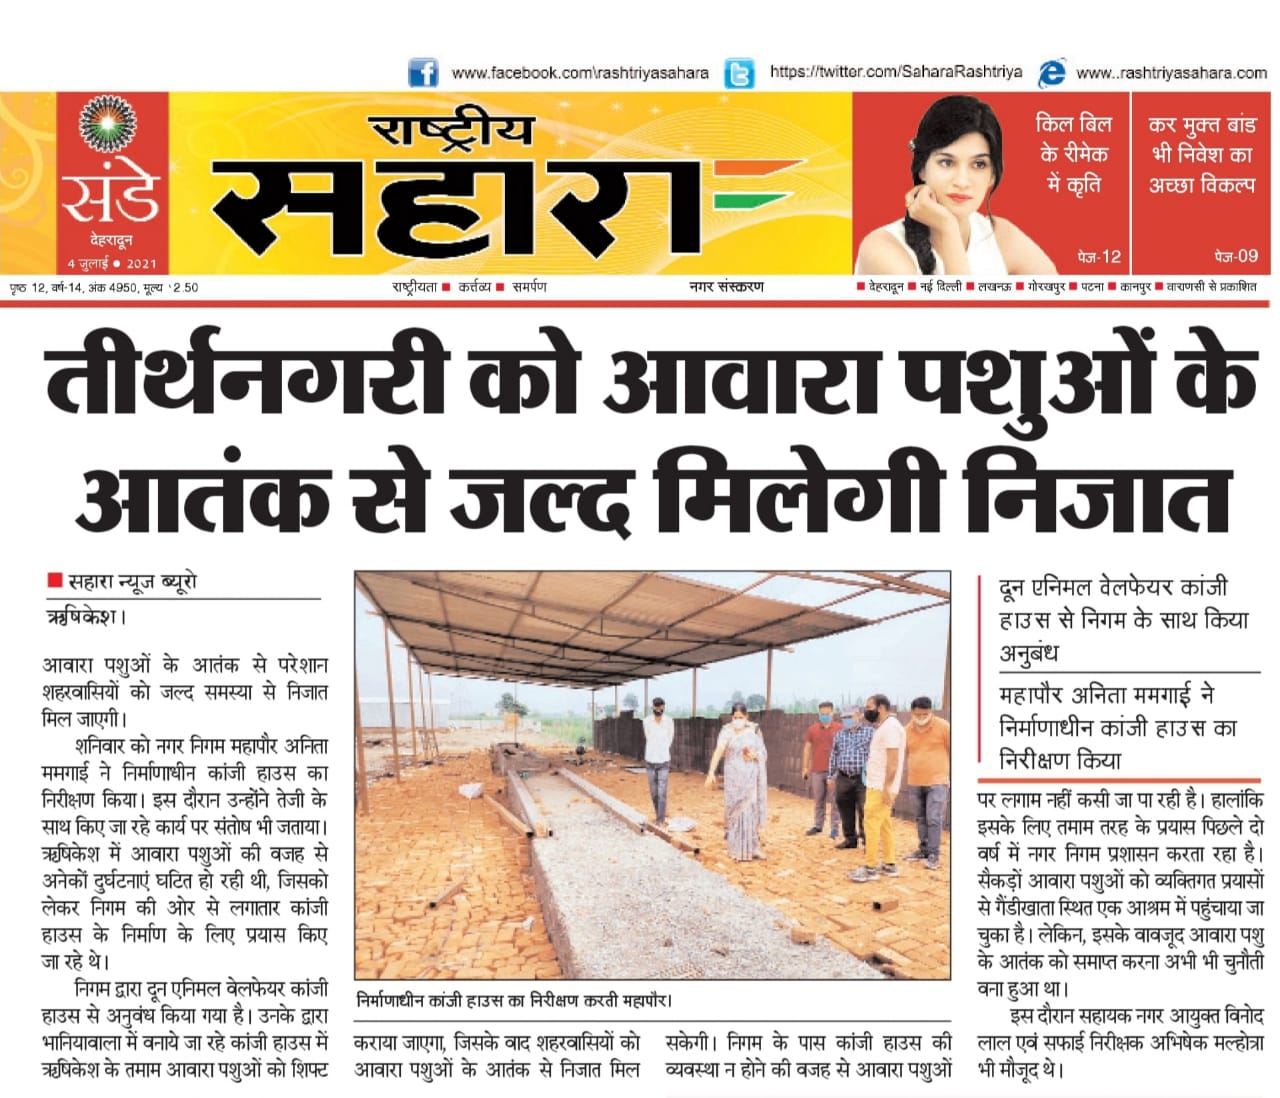 www.facebook.com\rashtriyasahara
https://twitter.com/SaharaRashtriya
www..rashtriyasahara.com
संडे
देहरादून
4 जुलाई ● 2021
राष्ट्रीय
सहारा
किल बिल
के रीमेक
में कृति
पेज-12
कर मुक्त बांड
भी निवेश का
अच्छा विकल्प
पेज-09
पृष्ठ 12, वर्ष-14, अंक 4950, मूल्य ` 2.50
राष्ट्रीयता ■ कर्त्तव्य ■ समर्पण
नगर संस्करण
■ देहरादून ■ नई दिल्ली ■ लखनऊ ■ गोरखपुर ■ पटना ■ कानपुर ■ वाराणसी से प्रकाशित
तीर्थनगरी को आवारा पशुओं के
आतंक से जल्द मिलेगी निजात
■ सहारा न्यूज ब्यूरो
ऋषिकेश।
आवारा पशुओं के आतंक से परेशान
शहरवासियों को जल्द समस्या से निजात
मिल जाएगी।
शनिवार को नगर निगम महापौर अनिता
ममगाई ने निर्माणाधीन कांजी हाउस का
निरीक्षण किया। इस दौरान उन्होंने तेजी के
साथ किए जा रहे कार्य पर संतोष भी जताया।
ऋषिकेश में आवारा पशुओं की वजह से
अनेकों दुर्घटनाएं घटित हो रही थी, जिसको
लेकर निगम की ओर से लगातार कांजी
हाउस के निर्माण के लिए प्रयास किए
जा रहे थे।
निगम द्वारा दून एनिमल वेलफेयर कांजी
हाउस से अनुवंध किया गया है। उनके द्वारा
भानियावाला में वनाये जा रहे कांजी हाउस में
ऋषिकेश के तमाम आवारा पशुओं को शिफ्ट
निर्माणाधीन कांजी हाउस का निरीक्षण करती महापौर।
कराया जाएगा, जिसके वाद शहरवासियों को
आवारा पशुओं के आतंक से निजात मिल
सकेगी। निगम के पास कांजी हाउस की
व्यवस्था न होने की वजह से आवारा पशुओं
दून एनिमल वेलफेयर कांजी
हाउस से निगम के साथ किया
अनुबंध
महापौर अनिता ममगाई ने
निर्माणाधीन कांजी हाउस का
निरीक्षण किया
पर लगाम नहीं कसी जा पा रही है। हालांकि
इसके लिए तमाम तरह के प्रयास पिछले दो
वर्ष में नगर निगम प्रशासन करता रहा है।
सैकड़ों आवारा पशुओं को व्यक्तिगत प्रयासों
से गैंडीखाता स्थित एक आश्रम में पहुंचाया जा
चुका है। लेकिन, इसके वावजूद आवारा पशु
के आतंक को समाप्त करना अभी भी चुनौती
वना हुआ था।
इस दौरान सहायक नगर आयुक्त विनोद
लाल एवं सफाई निरीक्षक अभिषेक मल्होत्रा
भी मौजूद थे।